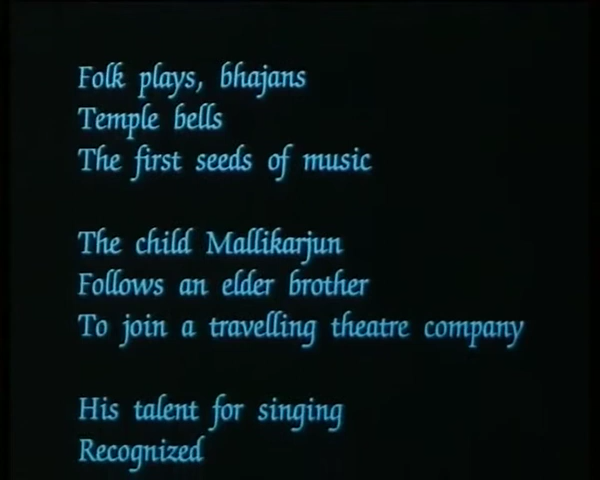 Folk plays, bhajans
Temple bells
The first seeds of music
The child Mallikarjun
Follows an elder brother
To join a travelling theatre company
His talent for singing
Recognized